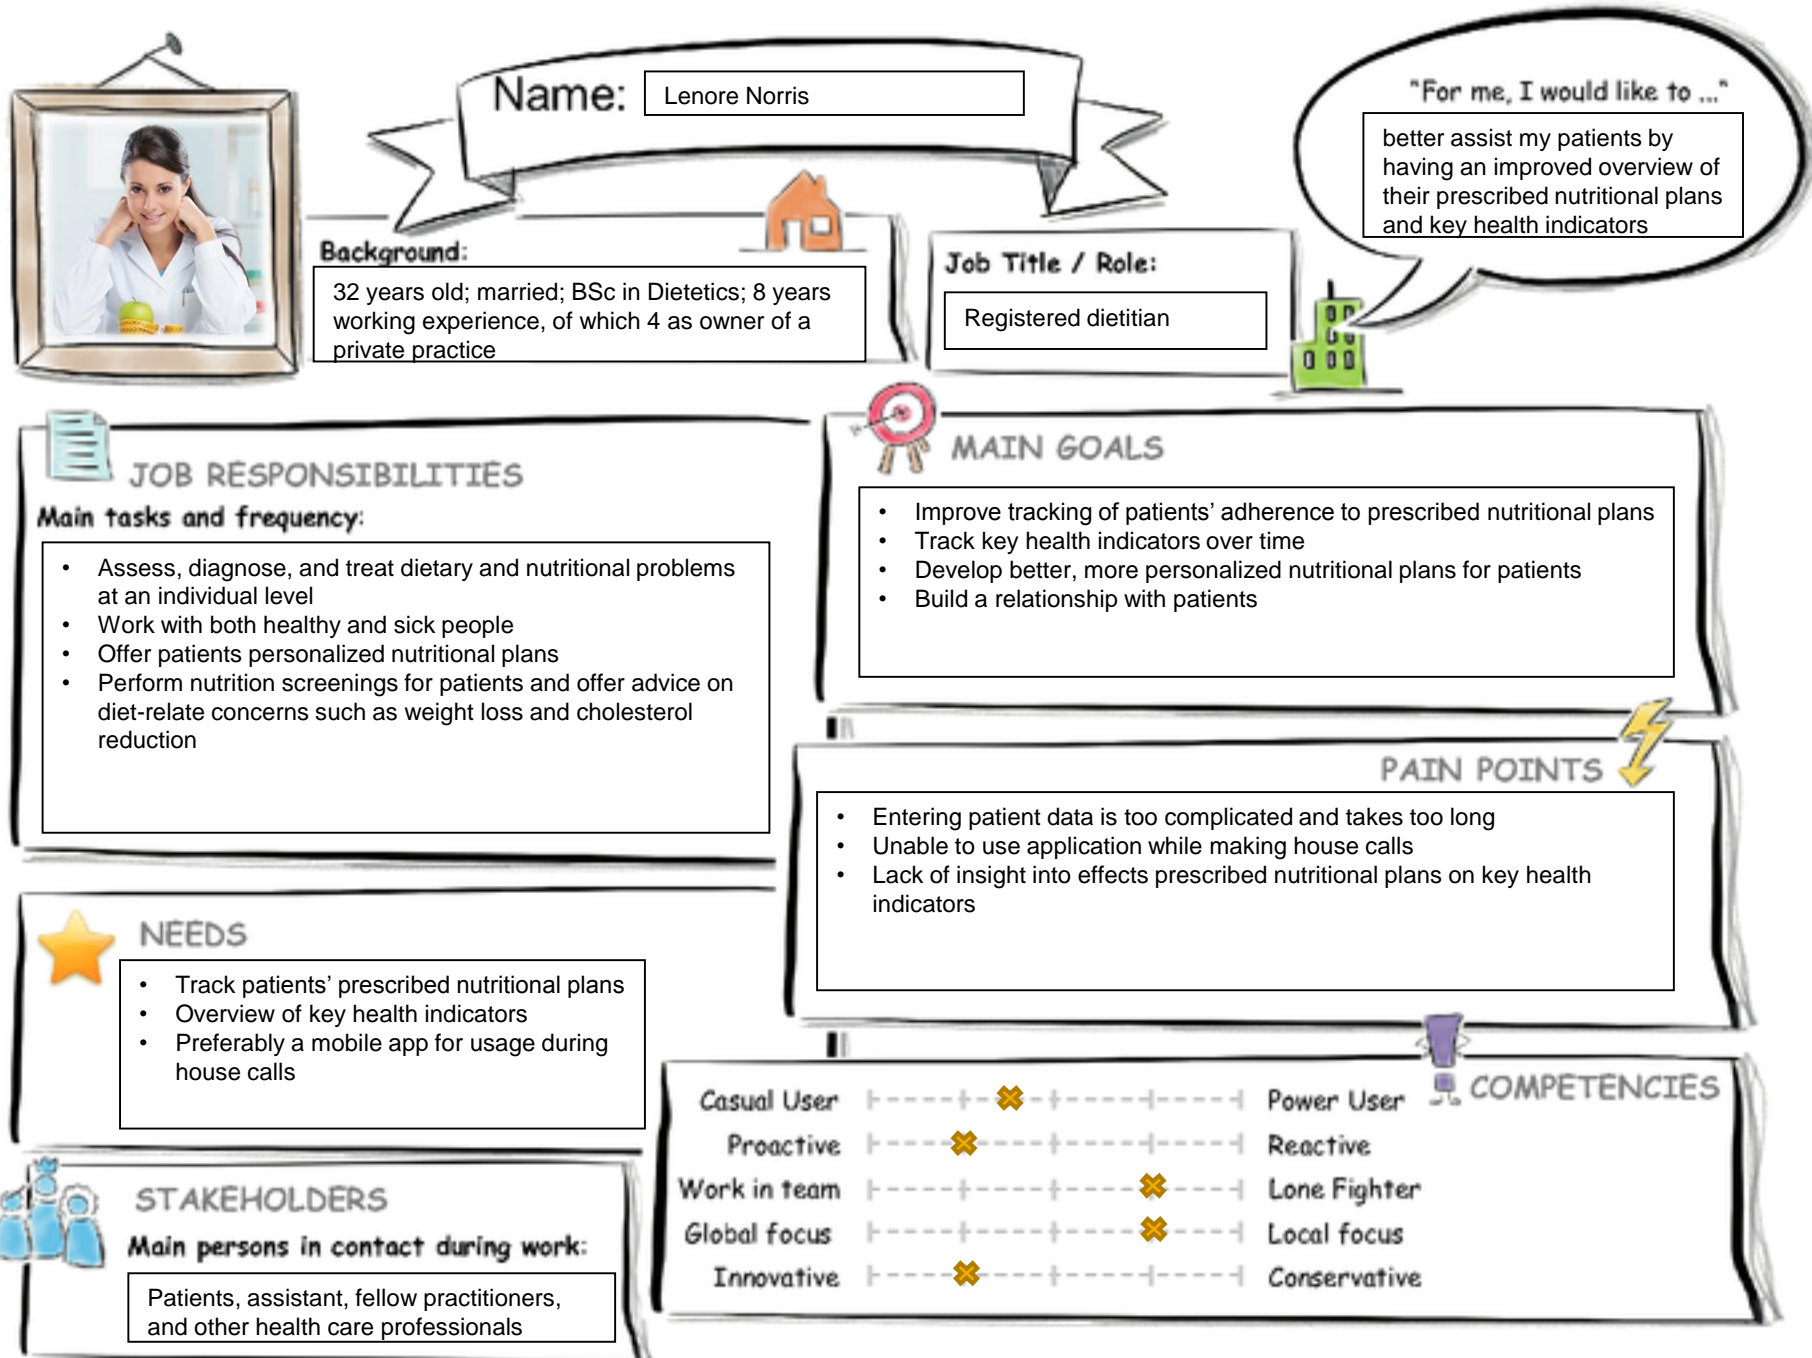 Name: Lenore Norris
"For me, I would like to ..."
better assist my patients by
having an improved overview of
their prescribed nutritional plans
and key health indicators
Background:
32 years old; married; BSc in Dietetics; 8 years
working experience, of which 4 as owner of a
private practice
Job Title / Role:
Registered dietitian
JOB RESPONSIBILITIES
Main tasks and frequency:
• Assess, diagnose, and treat dietary and nutritional problems
at an individual level
• Work with both healthy and sick people
• Offer patients personalized nutritional plans
• Perform nutrition screenings for patients and offer advice on
diet-relate concerns such as weight loss and cholesterol
reduction
MAIN GOALS
• Improve tracking of patients’ adherence to prescribed nutritional plans
• Track key health indicators over time
• Develop better, more personalized nutritional plans for patients
• Build a relationship with patients
PAIN POINTS
• Entering patient data is too complicated and takes too long
• Unable to use application while making house calls
• Lack of insight into effects prescribed nutritional plans on key health
indicators
NEEDS
• Track patients’ prescribed nutritional plans
• Overview of key health indicators
• Preferably a mobile app for usage during
house calls
STAKEHOLDERS
Main persons in contact during work:
Patients, assistant, fellow practitioners,
and other health care professionals
COMPETENCIES
Casual User Power User
Proactive Reactive
Work in team Lone Fighter
Global focus Local focus
Innovative Conservative